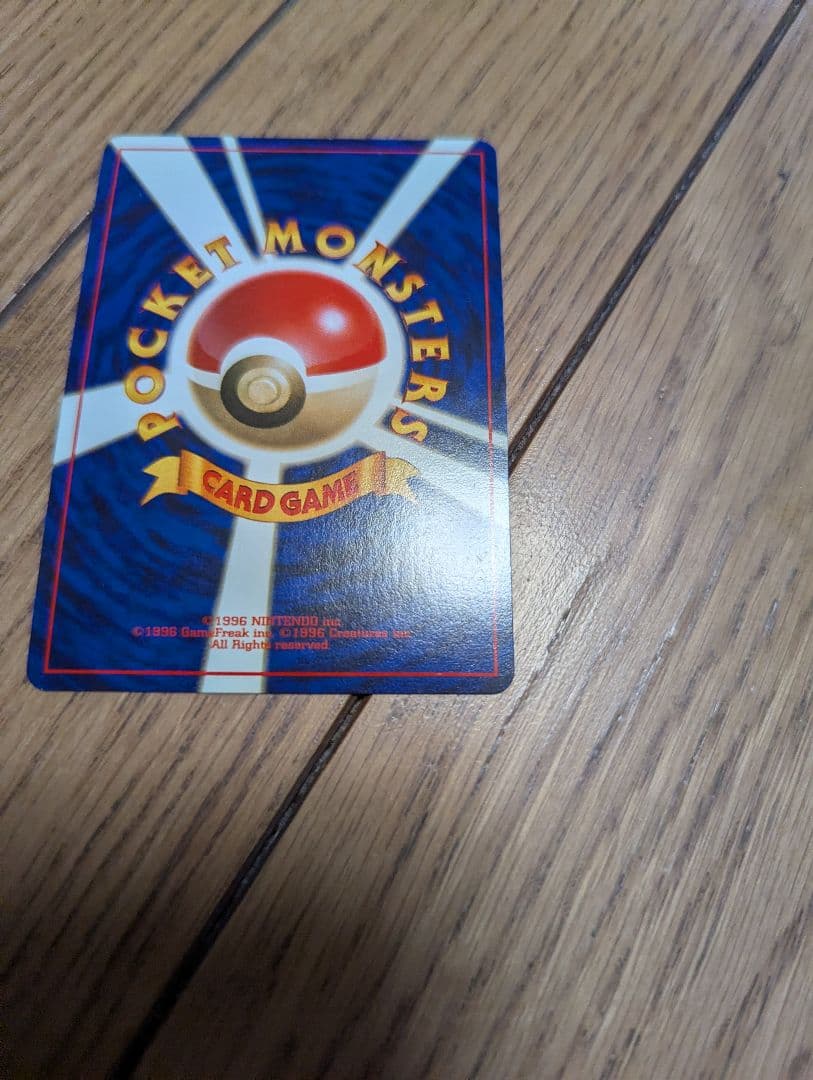 POCKET MONSTERS
CARD GAME
©1996 NINTENDO inc.
©1996 GameFreak inc. ©1996 Creatures inc.
All Rights reserved.